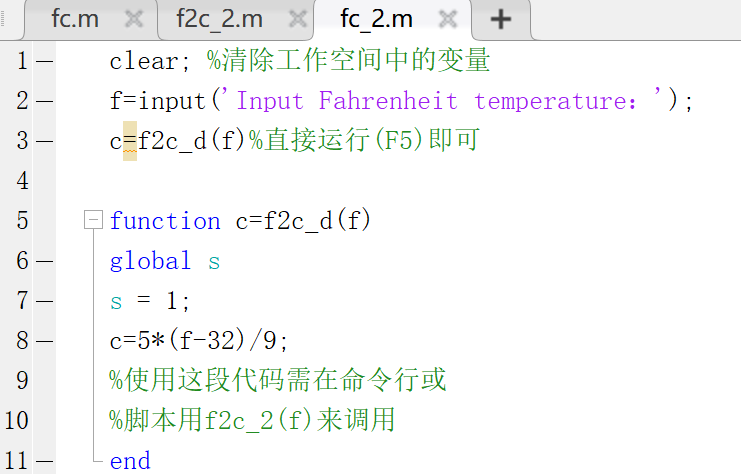 fc.m × f2c_2.m × fc_2.m × +
1 — clear; %清除工作空间中的变量
2 — f=input('Input Fahrenheit temperature：');
3 — c=f2c_d(f)%直接运行(F5)即可
4
5 function c=f2c_d(f)
6 — global s
7 — s = 1;
8 — c=5*(f-32)/9;
9 %使用这段代码需在命令行或
10 %脚本用f2c_2(f)来调用
11 — end